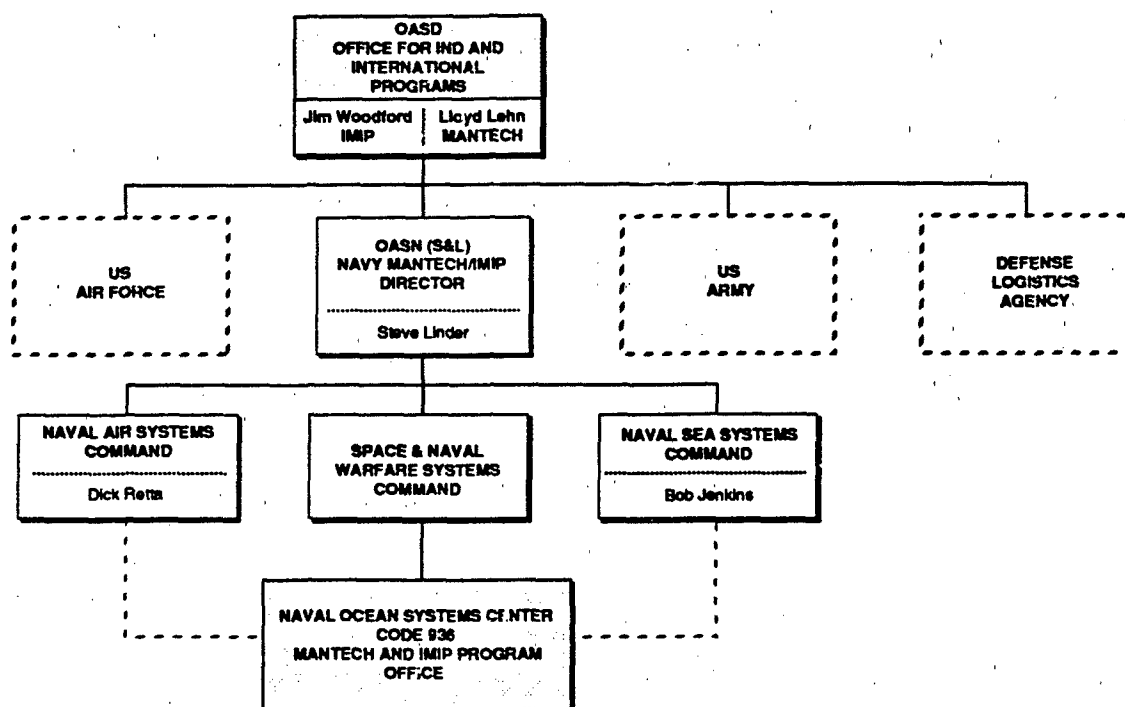 OASD
OFFICE FOR IND AND
INTERNATIONAL
PROGRAMS
Jim Woodford
IMIP
Lloyd Lehn
MANTECH
US
AIR FORCE
OASN (S&L)
NAVY MANTECH/IMIP
DIRECTOR
Steve Linder
US
ARMY
DEFENSE
LOGISTICS
AGENCY
NAVAL AIR SYSTEMS
COMMAND
Dick Retta
SPACE & NAVAL
WARFARE SYSTEMS
COMMAND
NAVAL SEA SYSTEMS
COMMAND
Bob Jenkins
NAVAL OCEAN SYSTEMS CENTER
CODE 936
MANTECH AND IMIP PROGRAM
OFFICE